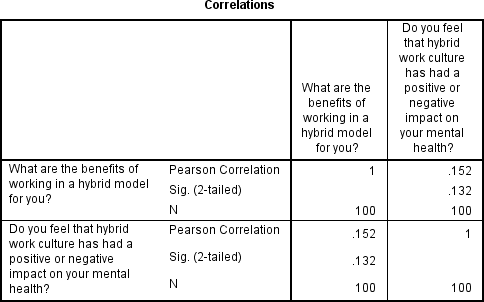 Correlations
What are the benefits of working in a hybrid model for you?
Do you feel that hybrid work culture has had a positive or negative impact on your mental health?
What are the benefits of working in a hybrid model for you?
Pearson Correlation 1 .152
Sig. (2-tailed) .132
N 100 100
Do you feel that hybrid work culture has had a positive or negative impact on your mental health?
Pearson Correlation .152 1
Sig. (2-tailed) .132
N 100 100